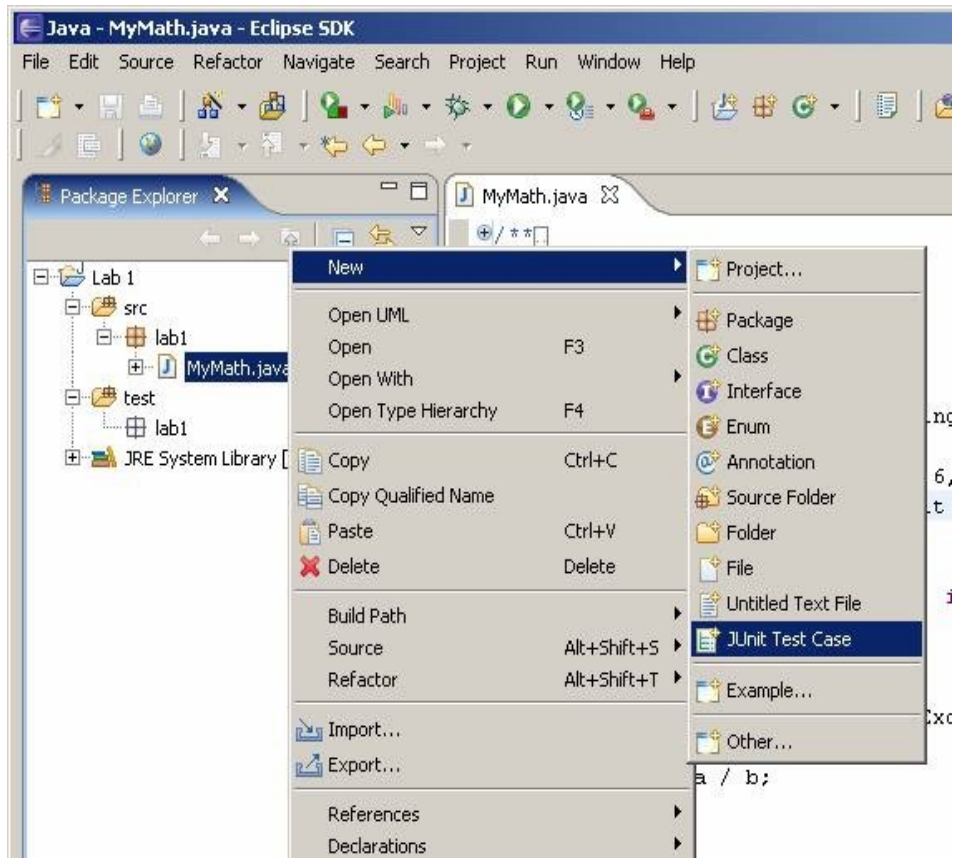 Java - MyMath.java - Eclipse SDK
File Edit Source Refactor Navigate Search Project Run Window Help
Package Explorer
MyMath.java
/**
Lab 1
src
lab1
MyMath.java
test
lab1
JRE System Library [
New
Open UML
Open F3
Open With
Open Type Hierarchy F4
Copy Ctrl+C
Copy Qualified Name
Paste Ctrl+V
Delete Delete
Build Path
Source Alt+Shift+S
Refactor Alt+Shift+T
Import...
Export...
References
Declarations
Project...
Package
Class
Interface
Enum
Annotation
Source Folder
Folder
File
Untitled Text File
JUnit Test Case
Example...
Other...
6,
a / b;